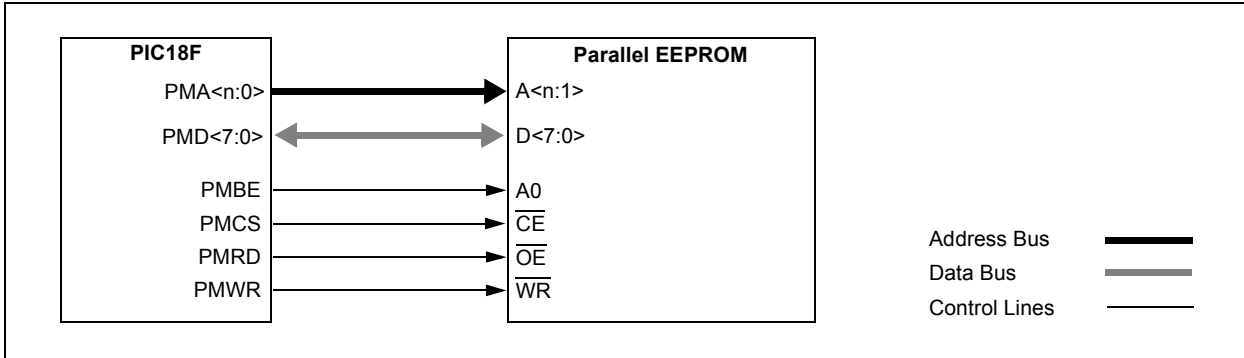 PIC18F
Parallel EEPROM
PMA<n:0>
A<n:1>
PMD<7:0>
D<7:0>
PMBE
A0
PMCS
CE
PMRD
OE
PMWR
WR
Address Bus
Data Bus
Control Lines